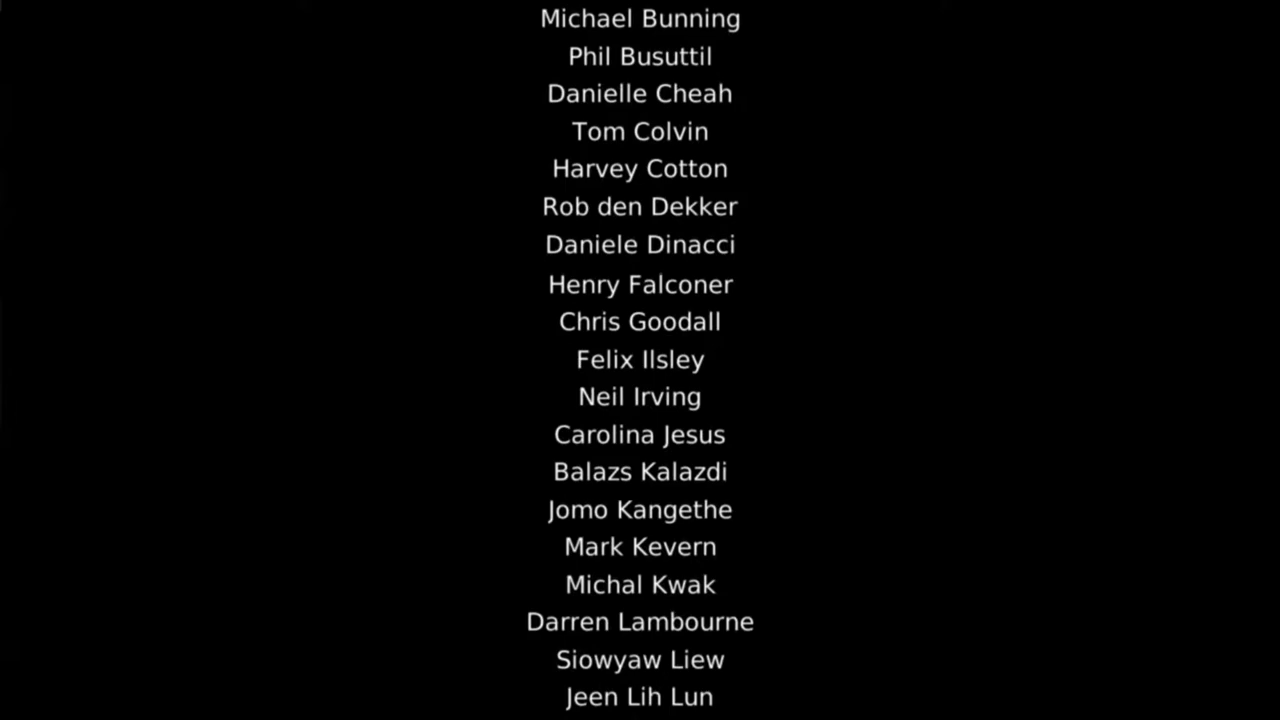 Michael Bunning
Phil Busuttil
Danielle Cheah
Tom Colvin
Harvey Cotton
Rob den Dekker
Daniele Dinacci
Henry Falconer
Chris Goodall
Felix Ilsley
Neil Irving
Carolina Jesus
Balazs Kalazdi
Jomo Kangethe
Mark Kevern
Michal Kwak
Darren Lambourne
Siowyaw Liew
Jeen Lih Lun